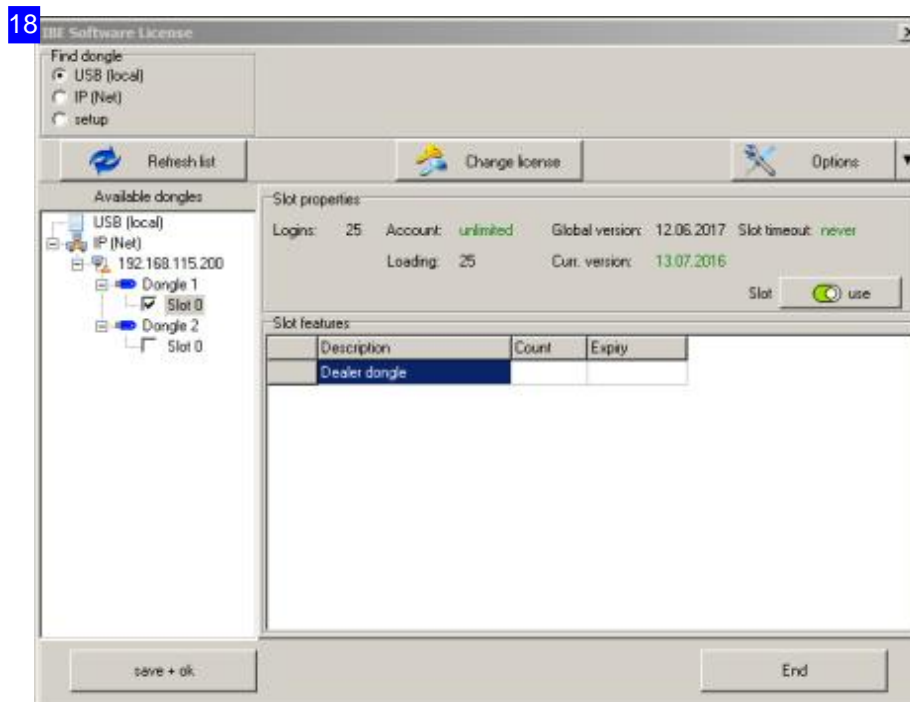 18
IBE Software License
Find dongle
USB (local)
IP (Net)
setup
Refresh list
Change license
Options
Available dongles
USB (local)
IP (Net)
192.168.115.200
Dongle 1
Slot 0
Dongle 2
Slot 0
Slot properties
Logins: 25 Account: unlimited Global version: 12.06.2017 Slot timeout: never
Loading: 25 Curr. version: 13.07.2016
Slot use
Slot features
Description Count Expiry
Dealer dongle
save + ok
End